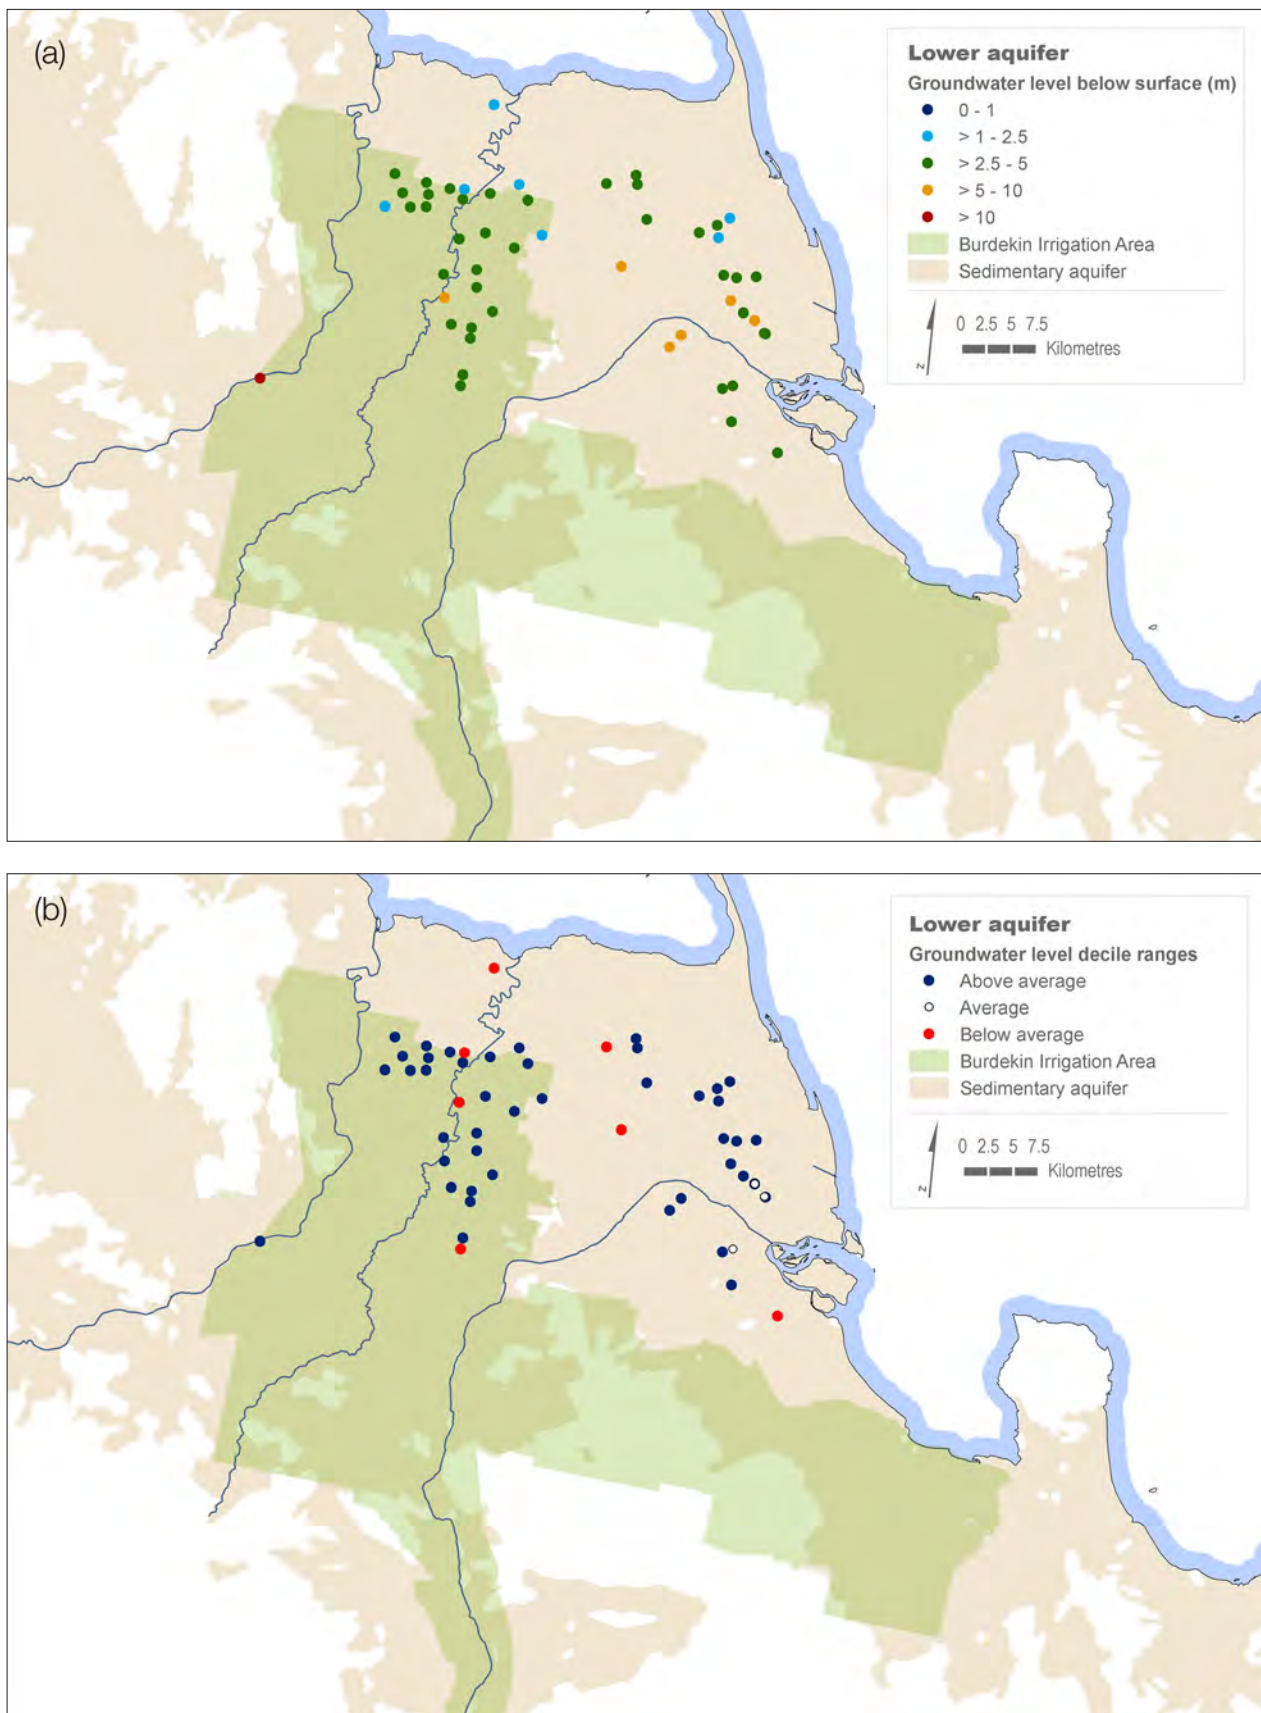 (a)
Lower aquifer
Groundwater level below surface (m)
0 - 1
> 1 - 2.5
> 2.5 - 5
> 5 - 10
> 10
Burdekin Irrigation Area
Sedimentary aquifer
0 2.5 5 7.5
Kilometres
N
(b)
Lower aquifer
Groundwater level decile ranges
Above average
Average
Below average
Burdekin Irrigation Area
Sedimentary aquifer
0 2.5 5 7.5
Kilometres
N